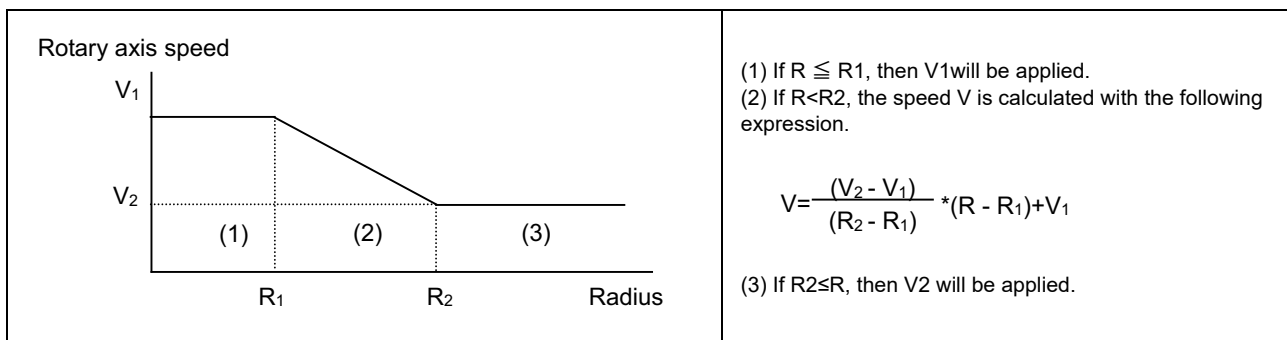 Rotary axis speed
V1
V2
(1)
(2)
(3)
R1
R2
Radius
(1) If R ≦ R1, then V1will be applied.
(2) If R<R2, the speed V is calculated with the following
expression.
V=(V2 - V1)/(R2 - R1) *(R - R1)+V1
(3) If R2≤R, then V2 will be applied.